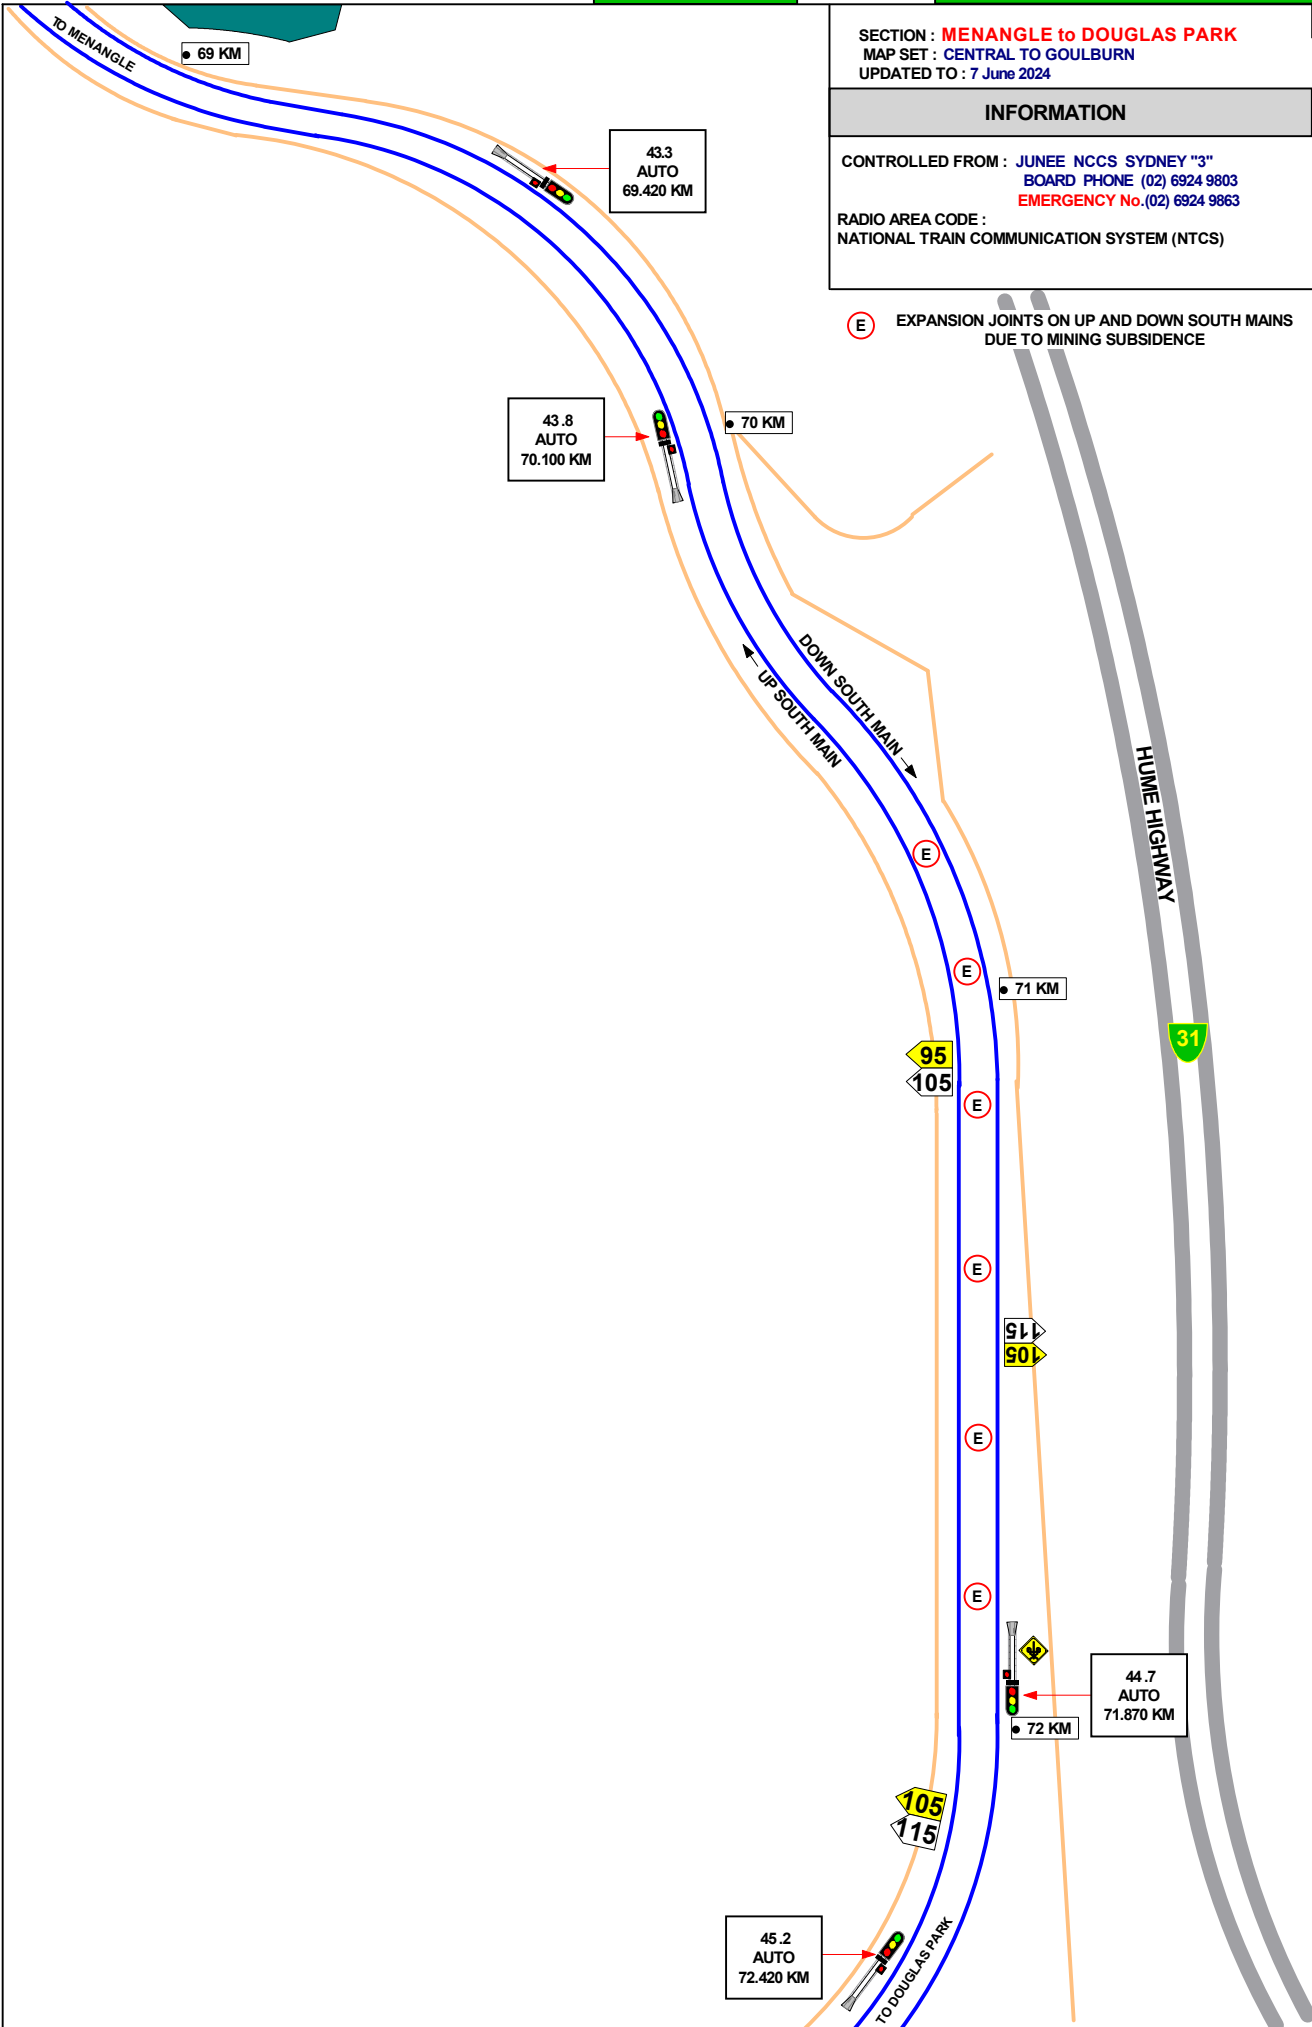 SECTION : MENANGLE to DOUGLAS PARK
MAP SET : CENTRAL TO GOULBURN
UPDATED TO : 7 June 2024
INFORMATION
CONTROLLED FROM : JUNEE NCCS SYDNEY "3"
BOARD PHONE (02) 6924 9803
EMERGENCY No.(02) 6924 9863
RADIO AREA CODE :
NATIONAL TRAIN COMMUNICATION SYSTEM (NTCS)
E EXPANSION JOINTS ON UP AND DOWN SOUTH MAINS
DUE TO MINING SUBSIDENCE
TO MENANGLE
69 KM
43.3
AUTO
69.420 KM
43.8
AUTO
70.100 KM
70 KM
DOWN SOUTH MAIN
UP SOUTH MAIN
HUME HIGHWAY
E
E
71 KM
31
95
105
E
E
115
105
E
E
44.7
AUTO
71.870 KM
72 KM
105
115
45.2
AUTO
72.420 KM
TO DOUGLAS PARK